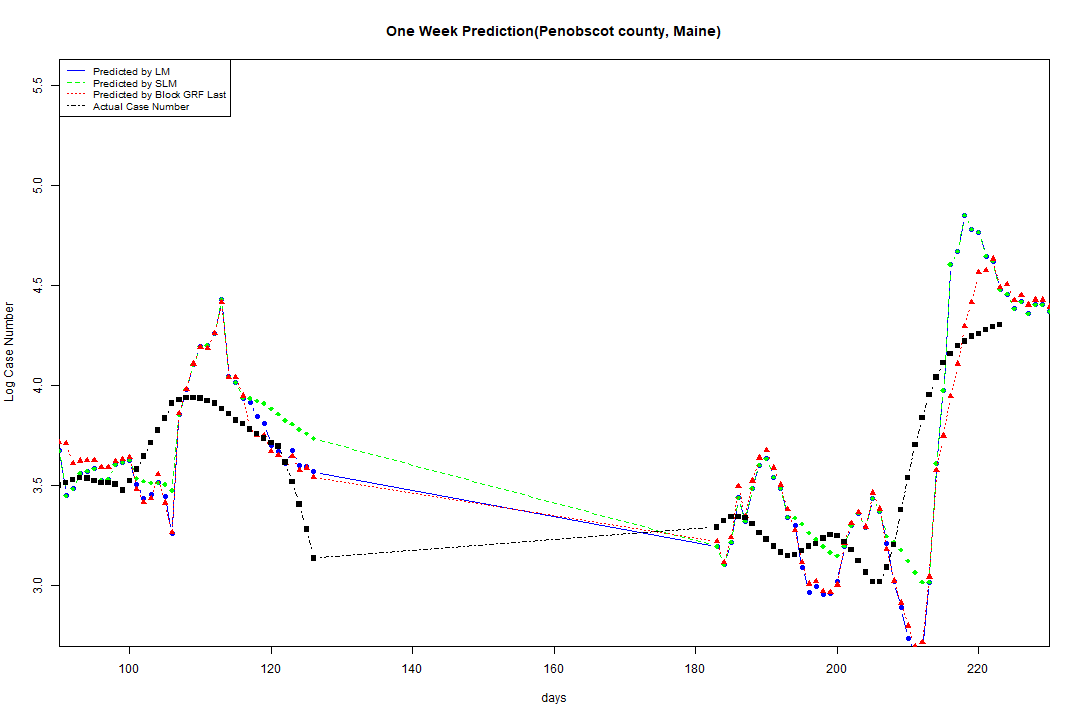 One Week Prediction(Penobscot county, Maine)
Predicted by LM
Predicted by SLM
Predicted by Block GRF Last
Actual Case Number
5.5
5.0
4.5
4.0
3.5
3.0
Log Case Number
100 120 140 160 180 200 220
days